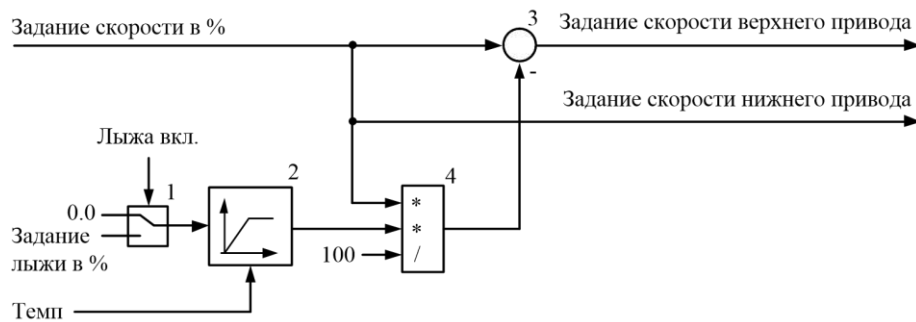 Задание скорости в %
3
Задание скорости верхнего привода
-
Задание скорости нижнего привода
Лыжа вкл.
1
2
4
0.0
*
Задание
лыжи в %
*
100
/
Темп